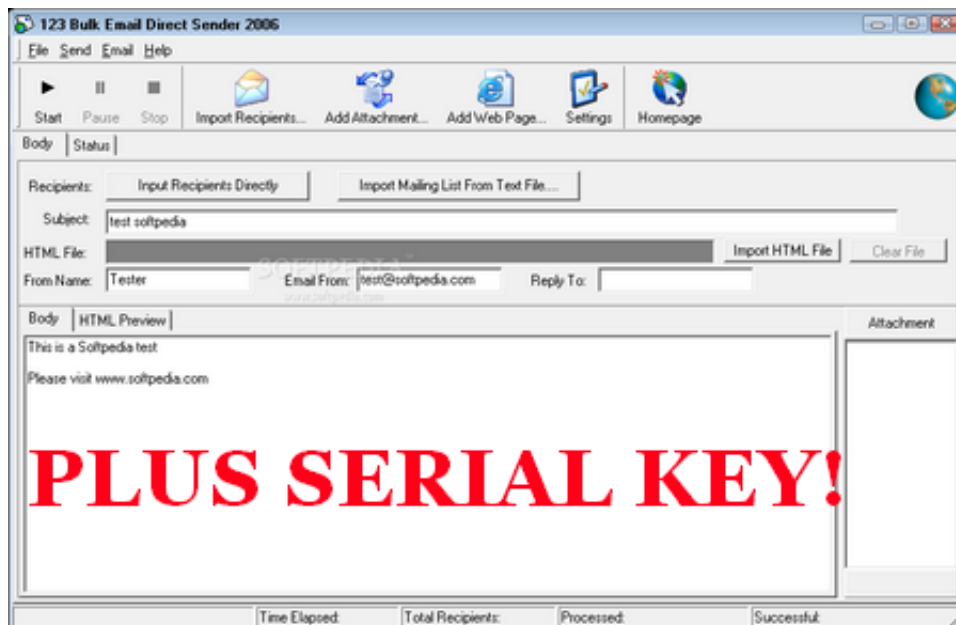 123 Bulk Email Direct Sender 2006
File Send Email Help
Start Pause Stop Import Recipients... Add Attachment... Add Web Page... Settings Homepage
Body Status
Recipients: Input Recipients Directly Import Mailing List From Text File....
Subject: test softpedia
HTML File: Import HTML File Clear File
SOFTPEDIA
From Name: Tester Email From: test@softpedia.com Reply To:
www.softpedia.com
Body HTML Preview Attachment
This is a Softpedia test
Please visit www.softpedia.com
PLUS SERIAL KEY!
Time Elapsed: Total Recipients: Processed: Successful: